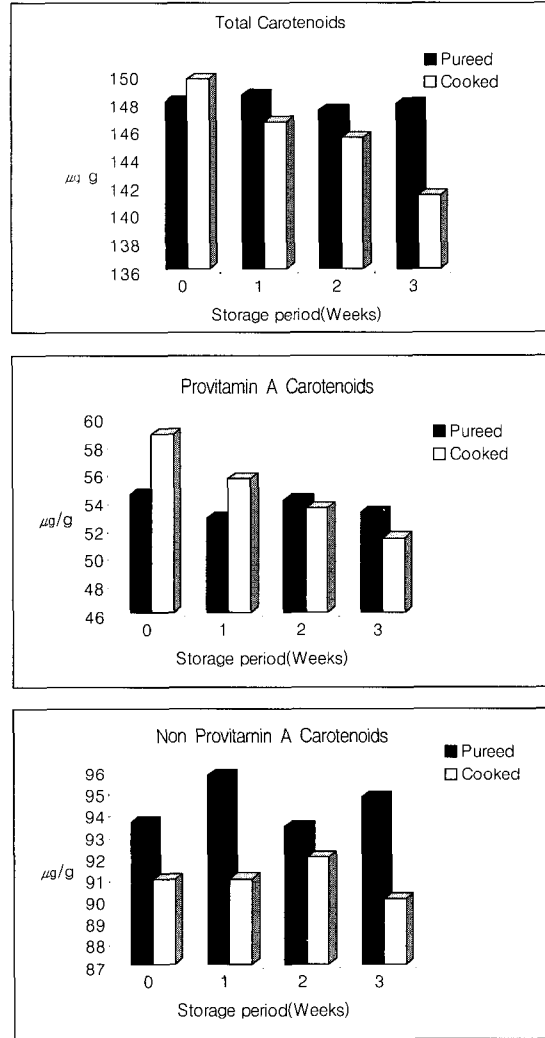 Total Carotenoids
Pureed
Cooked
150
148
146
144
142
140
138
136
μg g
0 1 2 3
Storage period(Weeks)
Provitamin A Carotenoids
Pureed
Cooked
60
58
56
54
52
50
48
46
μg/g
0 1 2 3
Storage period(Weeks)
Non Provitamin A Carotenoids
Pureed
Cooked
96
95
94
93
92
91
90
89
88
87
μg/g
0 1 2 3
Storage period(Weeks)